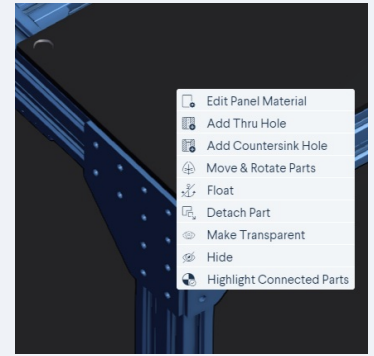 Edit Panel Material
Add Thru Hole
Add Countersink Hole
Move & Rotate Parts
Float
Detach Part
Make Transparent
Hide
Highlight Connected Parts